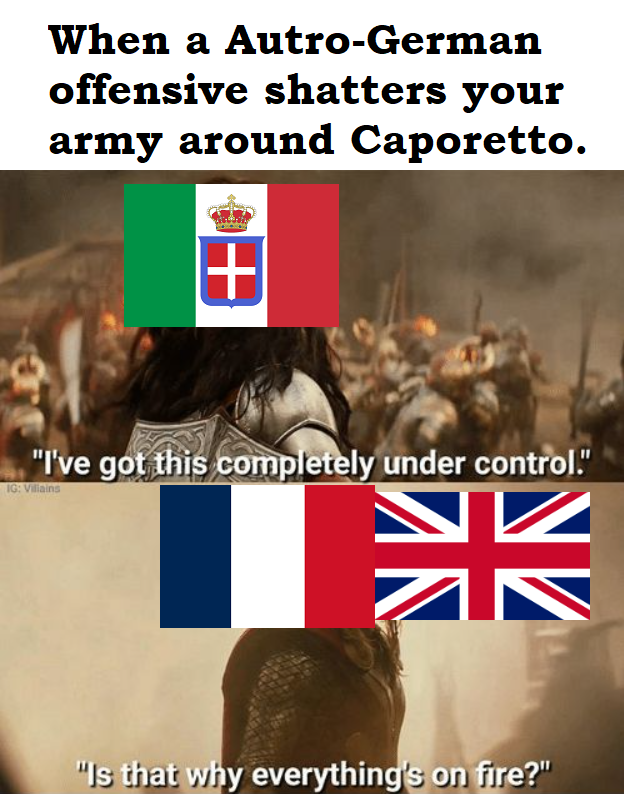 When a Autro-German
offensive shatters your
army around Caporetto.
"I've got this completely under control."
IG: Villains
"Is that why everything's on fire?"